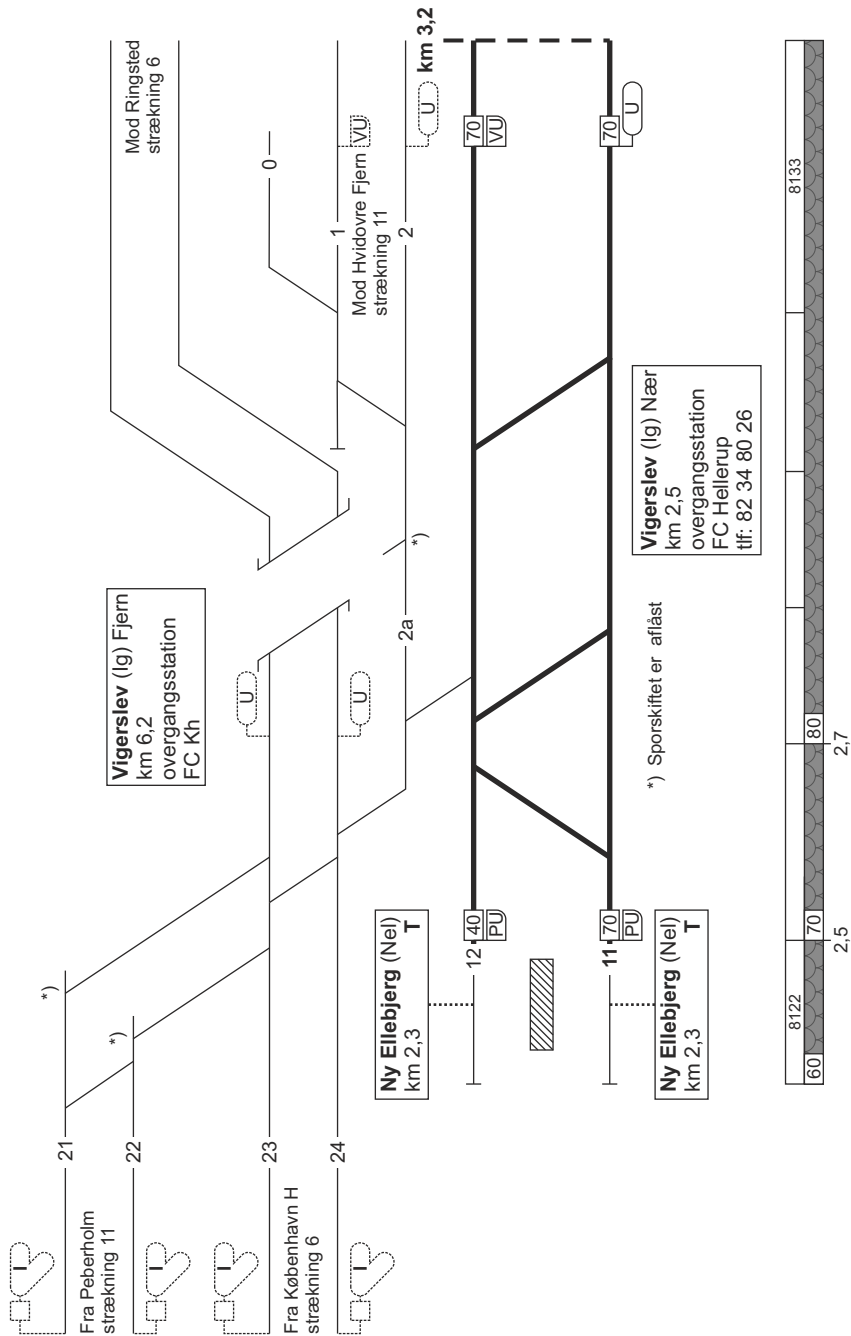 Mod Ringsted
strækning 6
0
1
Mod Hvidovre Fjern
strækning 11
2
VU
U
km 3,2
Vigerslev (Ig) Fjern
km 6,2
overgangsstation
FC Kh
U
U
2a
*)
*)
*)
21
22
23
24
I
I
I
I
Fra Peberholm
strækning 11
Fra København H
strækning 6
Ny Ellebjerg (Nel)
km 2,3 T
12
40
PU
70
VU
11
70
PU
70
U
Ny Ellebjerg (Nel)
km 2,3 T
*) Sporskiftet er aflåst
Vigerslev (Ig) Nær
km 2,5
overgangsstation
FC Hellerup
tlf: 82 34 80 26
8122
8133
60
70
80
2,5
2,7